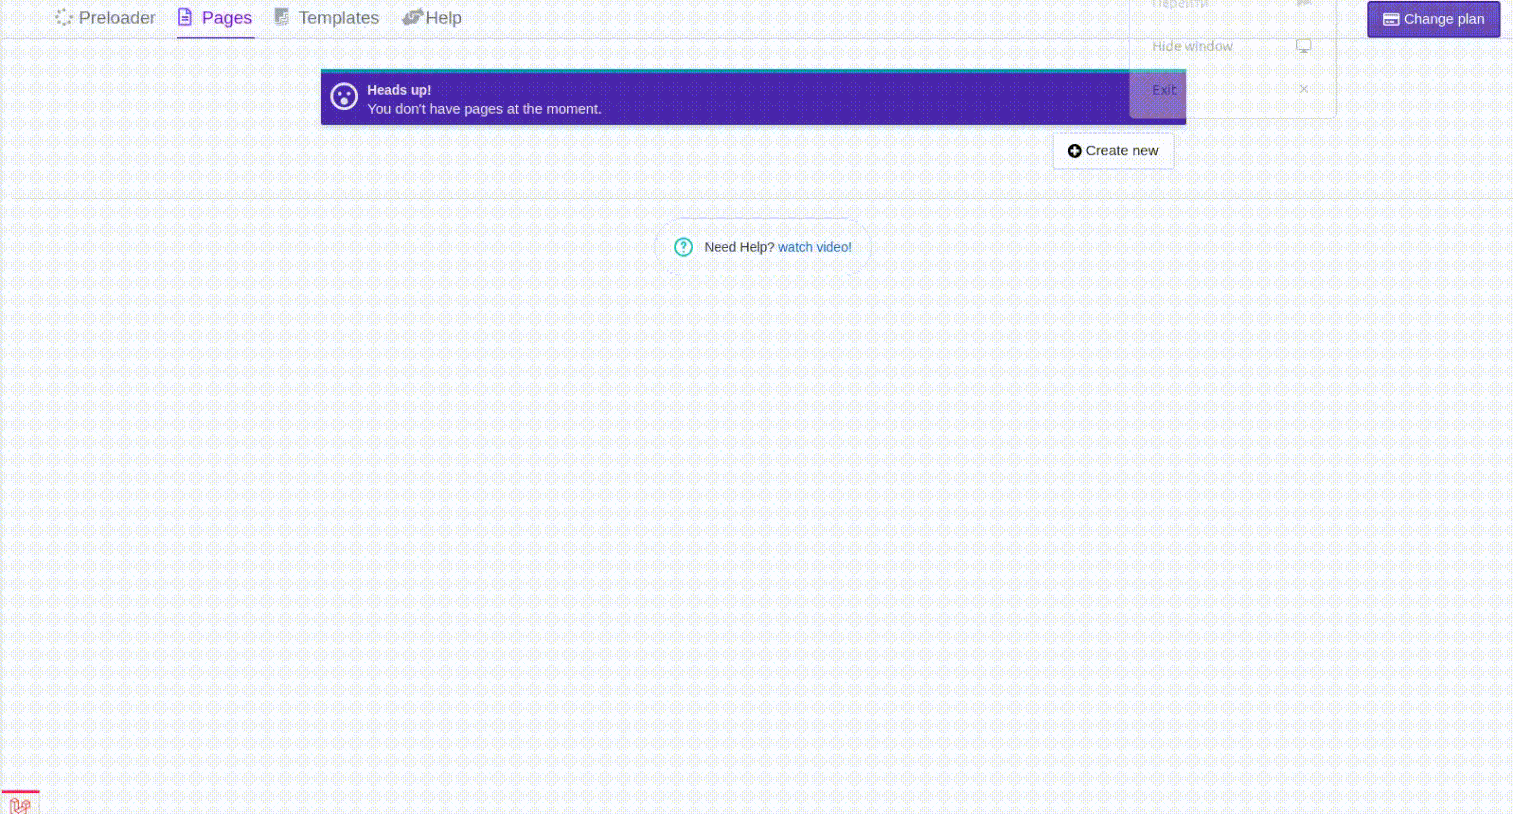 Preloader
Pages
Templates
Help
Перейти
Change plan
Hide window
Heads up!
You don't have pages at the moment.
Exit
Create new
Need Help? watch video!